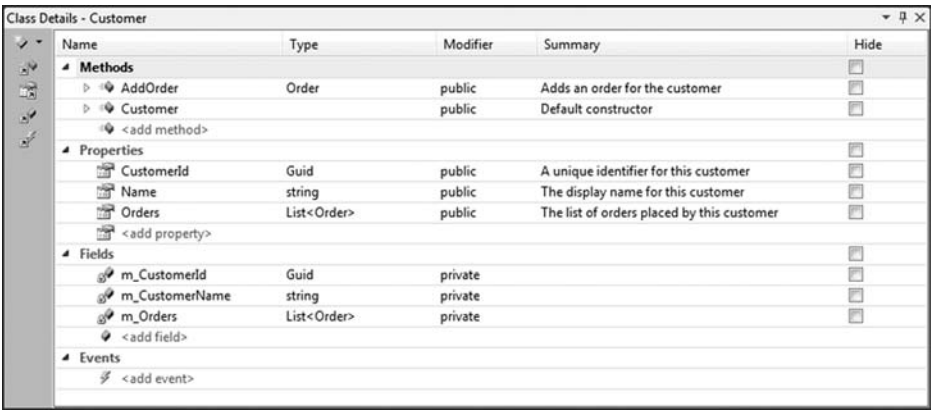 Class Details - Customer
Name Type Modifier Summary Hide
Methods
AddOrder Order public Adds an order for the customer
Customer public Default constructor
<add method>
Properties
CustomerId Guid public A unique identifier for this customer
Name string public The display name for this customer
Orders List<Order> public The list of orders placed by this customer
<add property>
Fields
m_CustomerId Guid private
m_CustomerName string private
m_Orders List<Order> private
<add field>
Events
<add event>